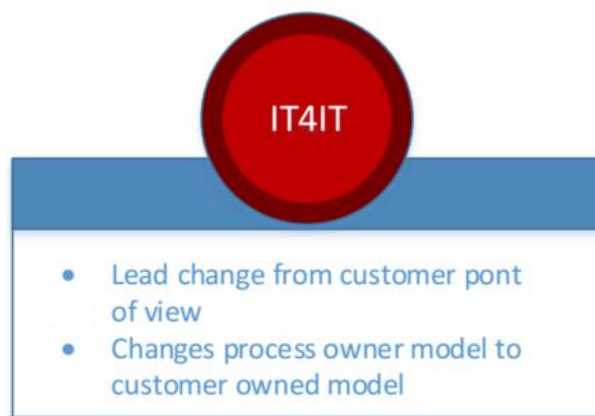 IT4IT
• Lead change from customer pont
of view
• Changes process owner model to
customer owned model